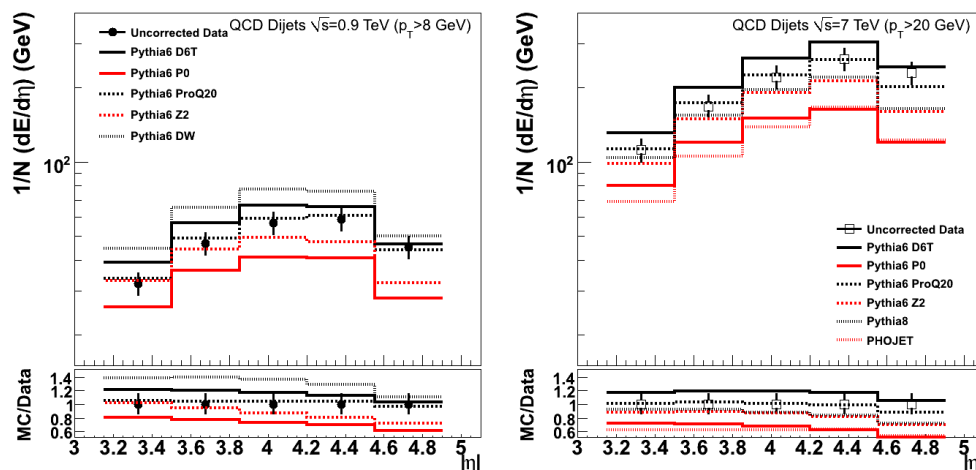 QCD Dijets √s=0.9 TeV (pT>8 GeV)
Uncorrected Data
Pythia6 D6T
Pythia6 P0
Pythia6 ProQ20
Pythia6 Z2
Pythia6 DW
1/N (dE/dη) (GeV)
10²
MC/Data
1.4
1.2
1.0
0.8
0.6
3 3.2 3.4 3.6 3.8 4 4.2 4.4 4.6 4.8 5
|η|
QCD Dijets √s=7 TeV (pT>20 GeV)
1/N (dE/dη) (GeV)
10²
Uncorrected Data
Pythia6 D6T
Pythia6 P0
Pythia6 ProQ20
Pythia6 Z2
Pythia8
PHOJET
MC/Data
1.4
1.2
1.0
0.8
0.6
3 3.2 3.4 3.6 3.8 4 4.2 4.4 4.6 4.8 5
|η|